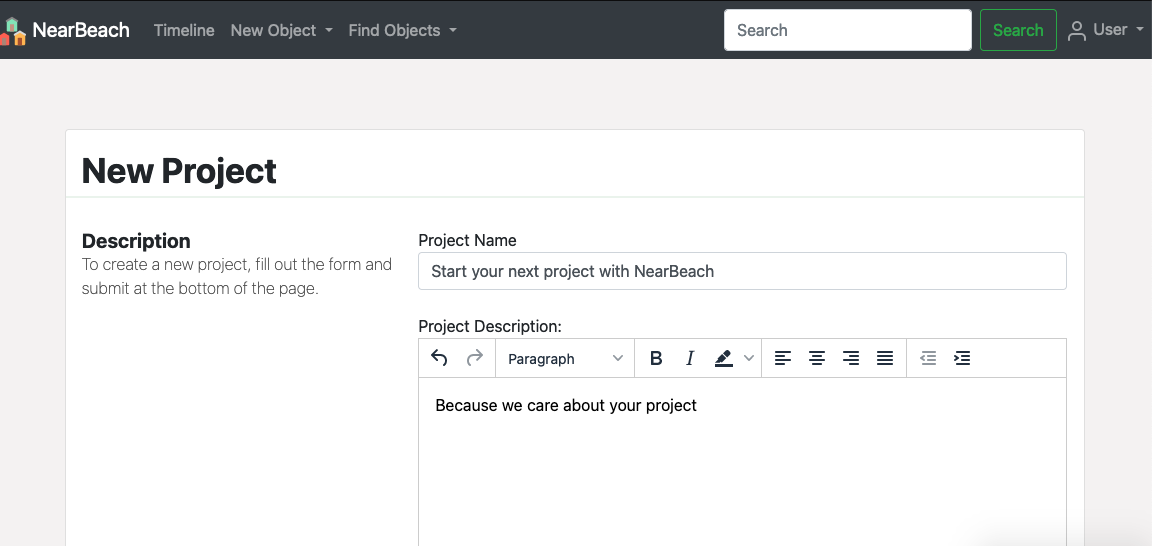 NearBeach Timeline New Object Find Objects Search Search User
New Project
Description
To create a new project, fill out the form and
submit at the bottom of the page.
Project Name
Start your next project with NearBeach
Project Description:
Paragraph B I
Because we care about your project